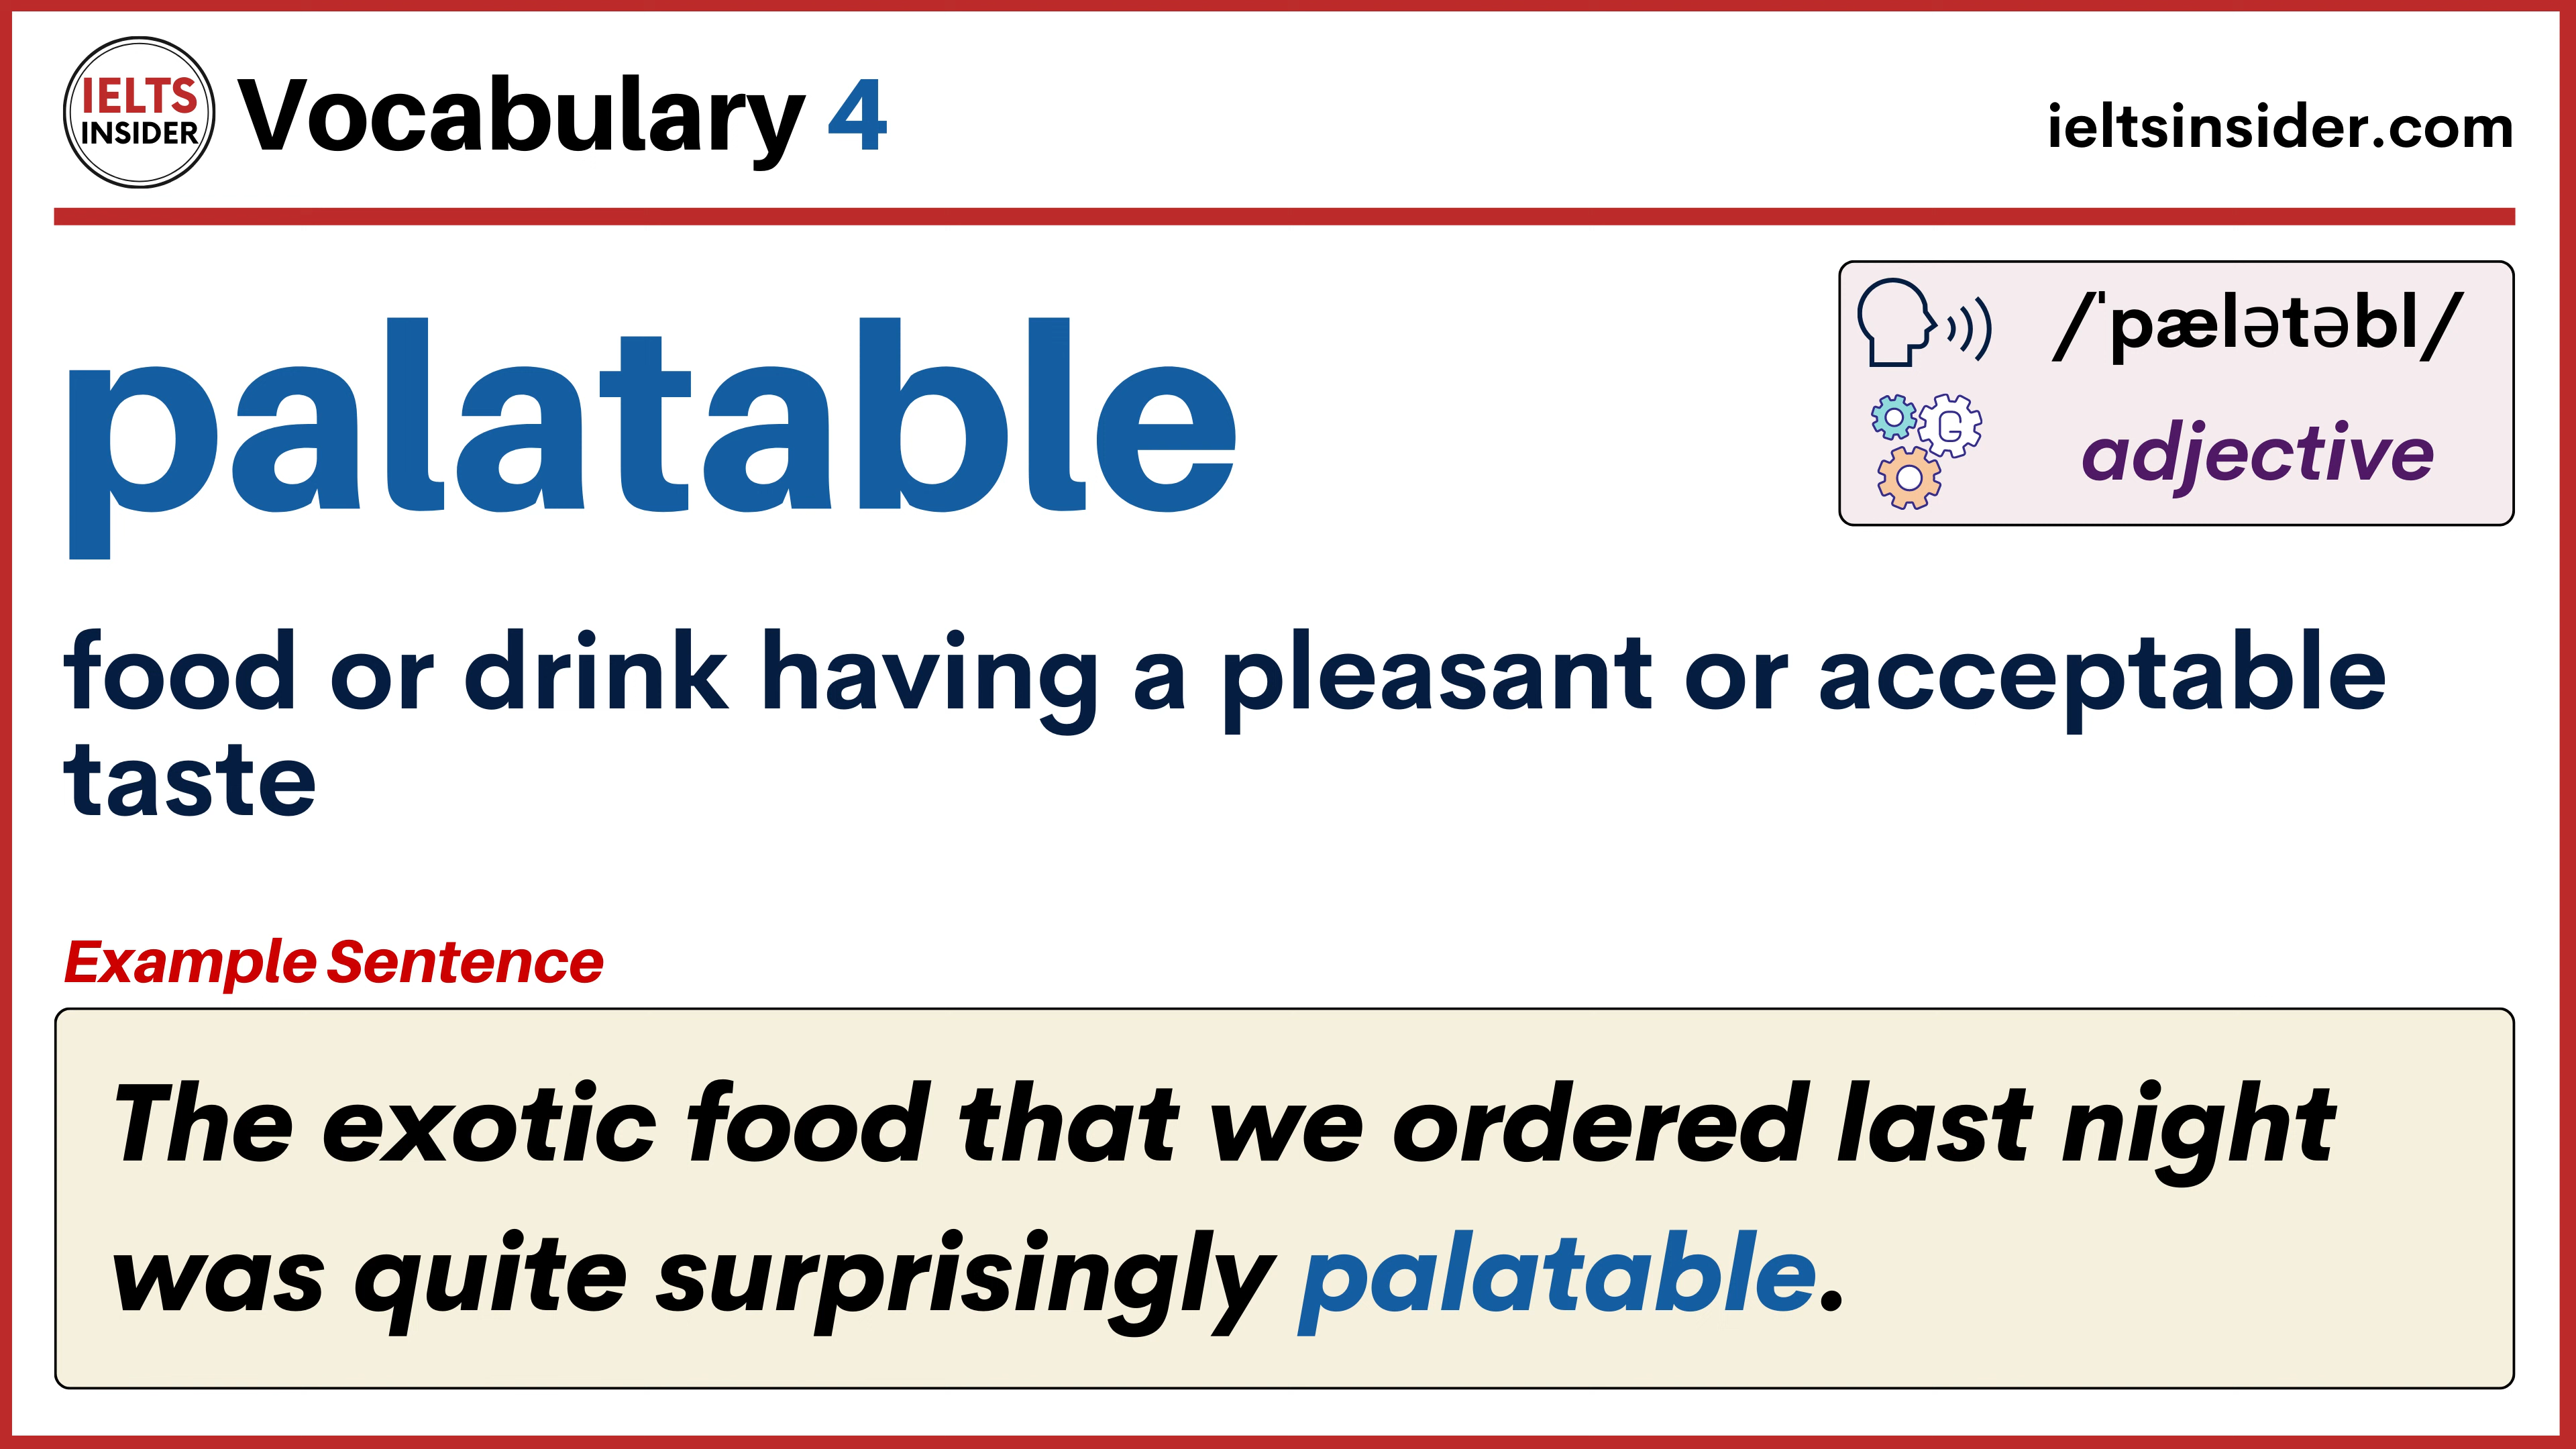 IELTS
INSIDER
Vocabulary 4
ieltsinsider.com
palatable
/ˈpælətəbl/
G
adjective
food or drink having a pleasant or acceptable
taste
Example Sentence
The exotic food that we ordered last night
was quite surprisingly palatable.